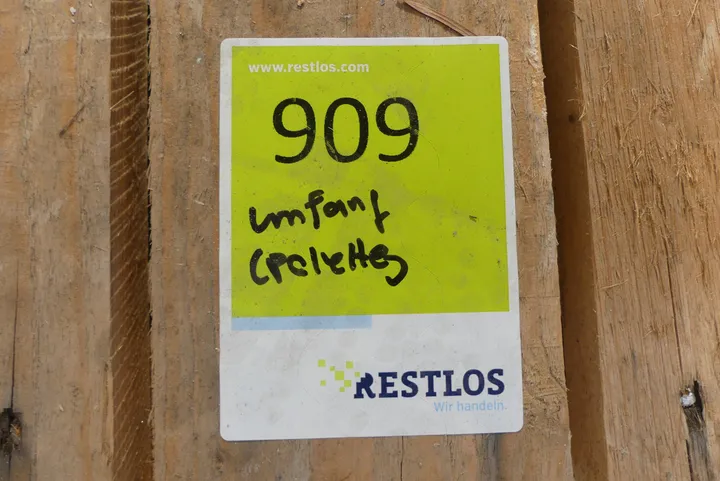 www.restlos.com
909
umfang
(Palette)
RESTLOS
Wir handeln.